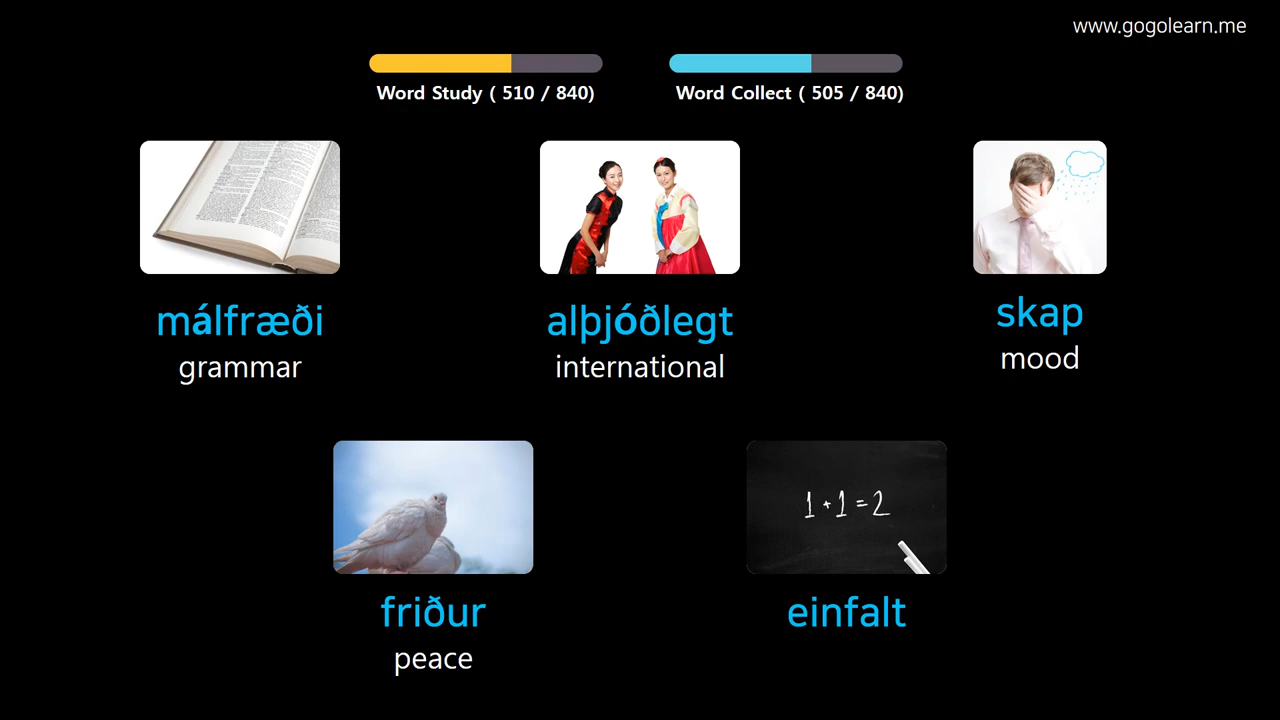 www.gogolearn.me
Word Study ( 510 / 840)
Word Collect ( 505 / 840)
málfræði
grammar
alþjóðlegt
international
skap
mood
1+1=2
friður
peace
einfalt